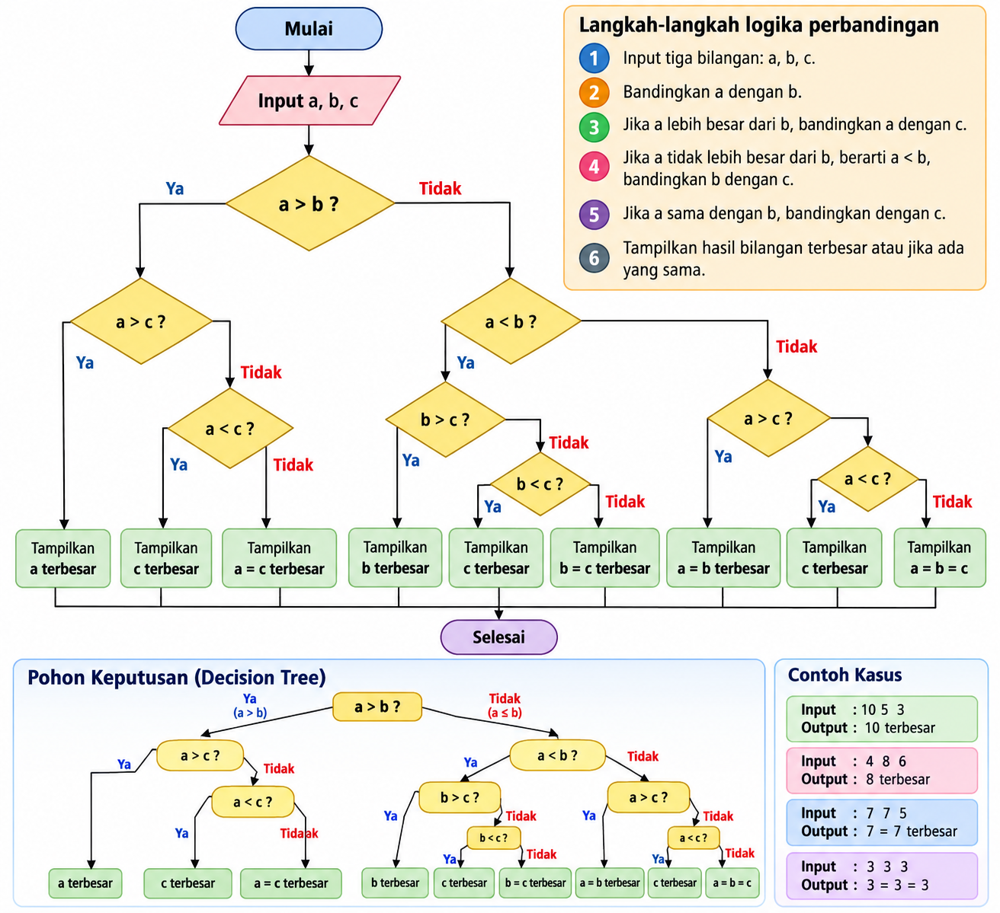 Mulai
Input a, b, c
a > b ?
Ya
Tidak
a > c ?
Ya
Tidak
a < c ?
Ya
Tidak
a < b ?
Ya
Tidak
b > c ?
Ya
Tidak
b < c ?
Ya
Tidak
a > c ?
Ya
a < c ?
Ya
Tidak
Tampilkan
a terbesar
Tampilkan
c terbesar
Tampilkan
a = c terbesar
Tampilkan
b terbesar
Tampilkan
c terbesar
Tampilkan
b = c terbesar
Tampilkan
a = b terbesar
Tampilkan
c terbesar
Tampilkan
a = b = c
Selesai
Langkah-langkah logika perbandingan
1 Input tiga bilangan: a, b, c.
2 Bandingkan a dengan b.
3 Jika a lebih besar dari b, bandingkan a dengan c.
4 Jika a tidak lebih besar dari b, berarti a < b,
bandingkan b dengan c.
5 Jika a sama dengan b, bandingkan dengan c.
6 Tampilkan hasil bilangan terbesar atau jika ada
yang sama.
Pohon Keputusan (Decision Tree)
a > b ?
Ya
(a > b)
Tidak
(a ≤ b)
a > c ?
Ya
Tidak
a < c ?
Ya
Tidaak
a < b ?
Ya
Tidak
b > c ?
Ya
Tidak
b < c ?
Ya
Tidak
a > c ?
Ya
Tidak
a < c ?
Ya
Tidak
a terbesar
c terbesar
a = c terbesar
b terbesar
c terbesar
b = c terbesar
a = b terbesar
c terbesar
a = b = c
Contoh Kasus
Input : 10 5 3
Output : 10 terbesar
Input : 4 8 6
Output : 8 terbesar
Input : 7 7 5
Output : 7 = 7 terbesar
Input : 3 3 3
Output : 3 = 3 = 3